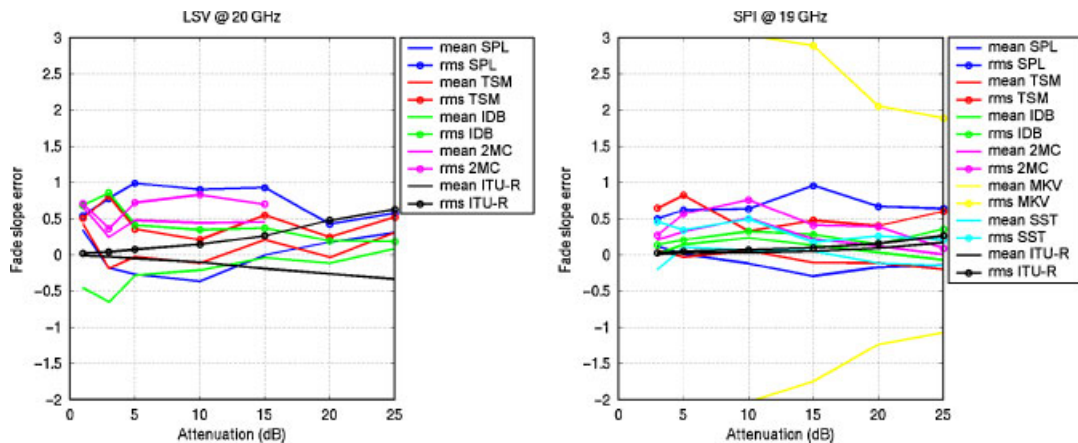 LSV @ 20 GHz
3
2.5
2
1.5
1
0.5
0
−0.5
−1
−1.5
−2
0
5
10
15
20
25
Fade slope error
Attenuation (dB)
mean SPL
rms SPL
mean TSM
rms TSM
mean IDB
rms IDB
mean 2MC
rms 2MC
mean ITU-R
rms ITU-R
SPI @ 19 GHz
3
2.5
2
1.5
1
0.5
0
−0.5
−1
−1.5
−2
0
5
10
15
20
25
Fade slope error
Attenuation (dB)
mean SPL
rms SPL
mean TSM
rms TSM
mean IDB
rms IDB
mean 2MC
rms 2MC
mean MKV
rms MKV
mean SST
rms SST
mean ITU-R
rms ITU-R